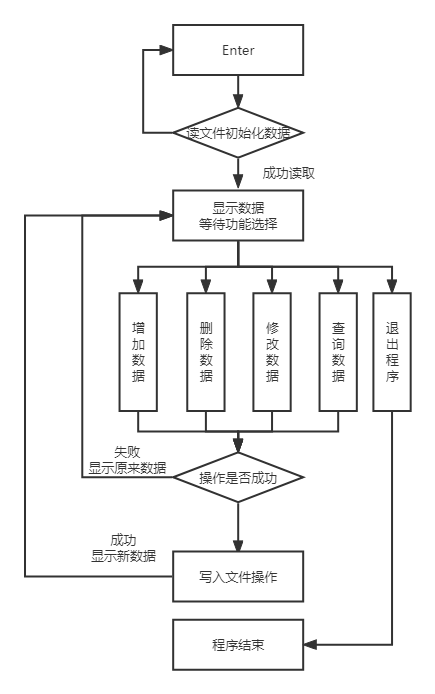 Enter
读文件初始化数据
成功读取
显示数据
等待功能选择
增加数据
删除数据
修改数据
查询数据
退出程序
失败
显示原来数据
操作是否成功
成功
显示新数据
写入文件操作
程序结束